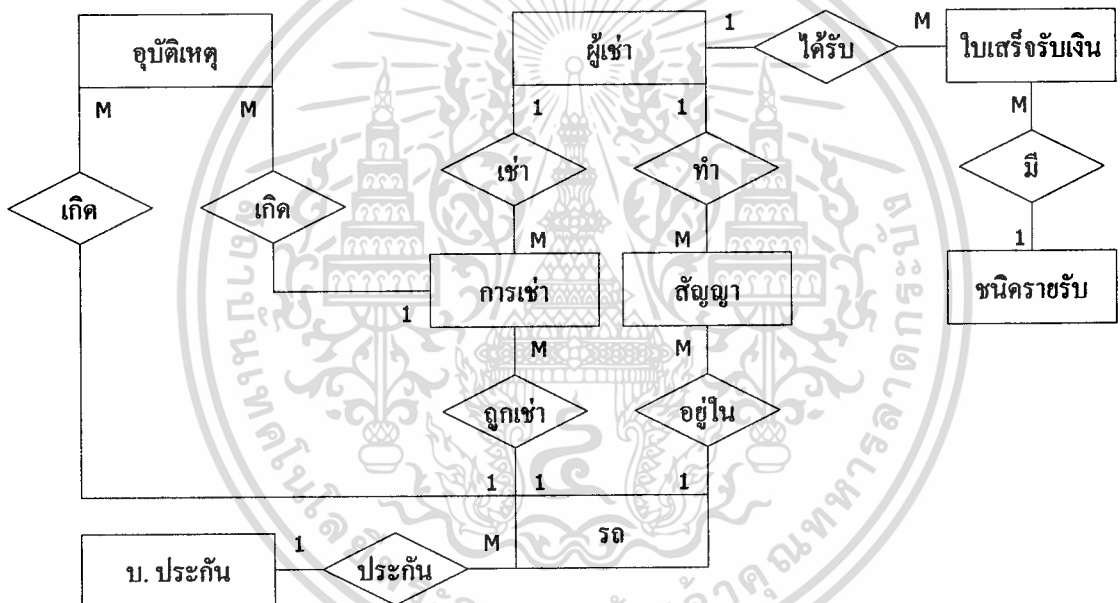 อุบัติเหตุ
ผู้เช่า
1
ได้รับ
M
ใบเสร็จรับเงิน
M
M
1
1
M
เกิด
เกิด
เช่า
ทำ
มี
M
M
1
การเช่า
1
สัญญา
ชนิดรายรับ
M
M
ถูกเช่า
อยู่ใน
1
1
1
รถ
บ. ประกัน
1
ประกัน
M